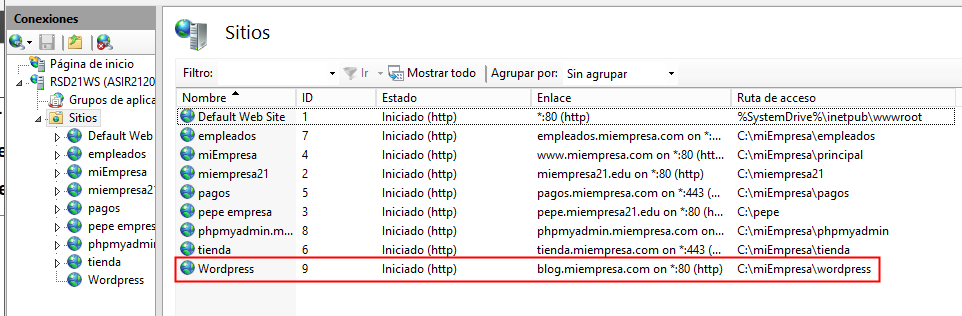 Conexiones
Página de inicio
RSD21WS (ASIR2120
Grupos de aplica
Sitios
Default Web
empleados
miEmpresa
miempresa21
pagos
pepe empresa
phpmyadmin
tienda
Wordpress
Sitios
Filtro: Ir Mostrar todo Agrupar por: Sin agrupar
Nombre ID Estado Enlace Ruta de acceso
Default Web Site 1 Iniciado (http) *:80 (http) %SystemDrive%\inetpub\wwwroot
empleados 7 Iniciado (http) empleados.miempresa.com on *:... C:\miEmpresa\empleados
miEmpresa 4 Iniciado (http) www.miempresa.com on *:80 (htt... C:\miEmpresa\principal
miempresa21 2 Iniciado (http) miempresa21.edu on *:80 (http) C:\miempresa21
pagos 5 Iniciado (http) pagos.miempresa.com on *:443 (... C:\miEmpresa\pagos
pepe empresa 3 Iniciado (http) pepe.miempresa21.edu on *:80 (h... C:\pepe
phpmyadmin.m... 8 Iniciado (http) phpmyadmin.miempresa.com on... C:\miEmpresa\phpmyadmin
tienda 6 Iniciado (http) tienda.miempresa.com on *:443 (... C:\miEmpresa\tienda
Wordpress 9 Iniciado (http) blog.miempresa.com on *:80 (http) C:\miEmpresa\wordpress